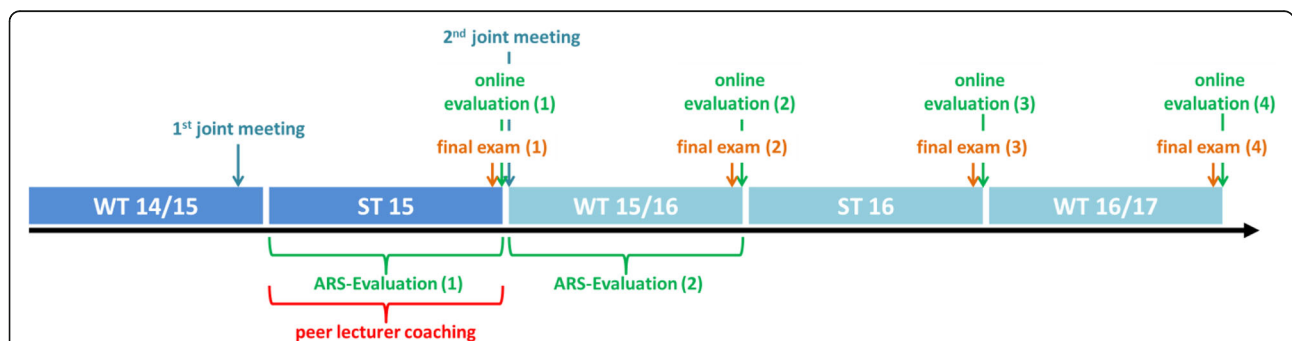 2nd joint meeting
online evaluation (1)
online evaluation (2)
online evaluation (3)
online evaluation (4)
1st joint meeting
final exam (1)
final exam (2)
final exam (3)
final exam (4)
WT 14/15
ST 15
WT 15/16
ST 16
WT 16/17
ARS-Evaluation (1)
ARS-Evaluation (2)
peer lecturer coaching